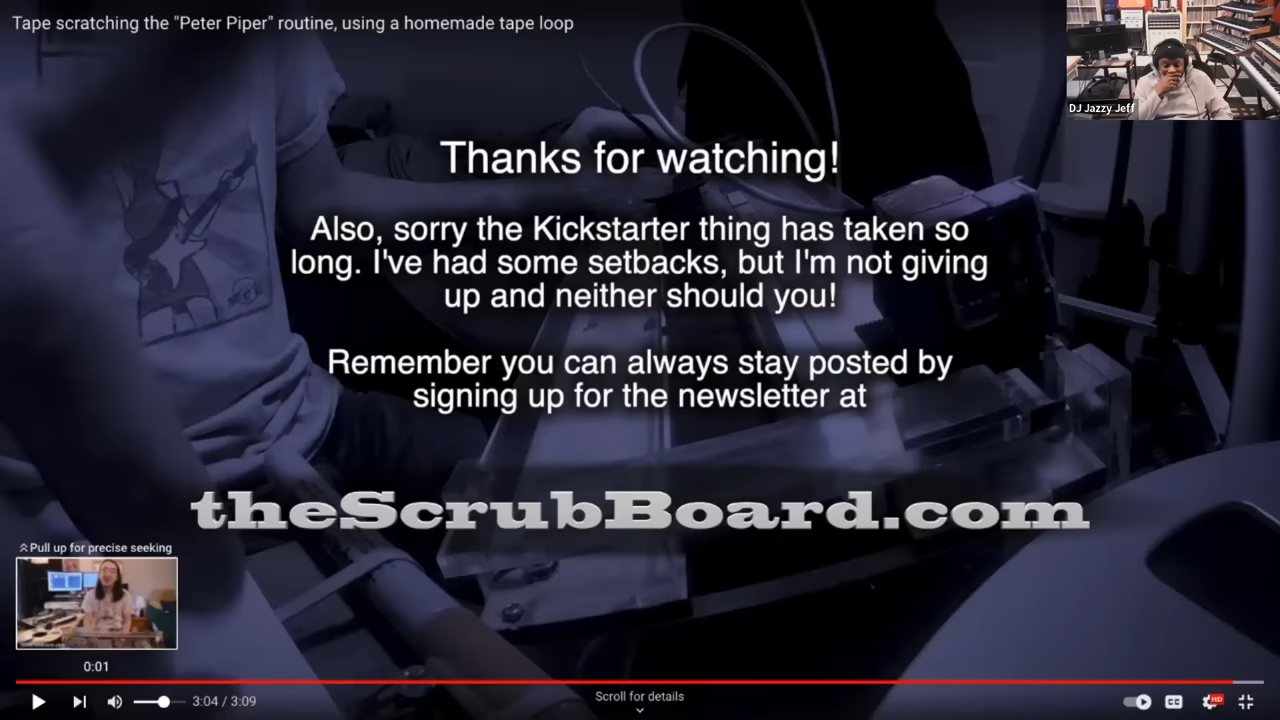 Tape scratching the "Peter Piper" routine, using a homemade tape loop
DJ Jazzy Jeff
Thanks for watching!
Also, sorry the Kickstarter thing has taken so
long. I've had some setbacks, but I'm not giving
up and neither should you!
Remember you can always stay posted by
signing up for the newsletter at
theScrubBoard.com
Pull up for precise seeking
0:01
3:04 / 3:09
Scroll for details
CC
HD